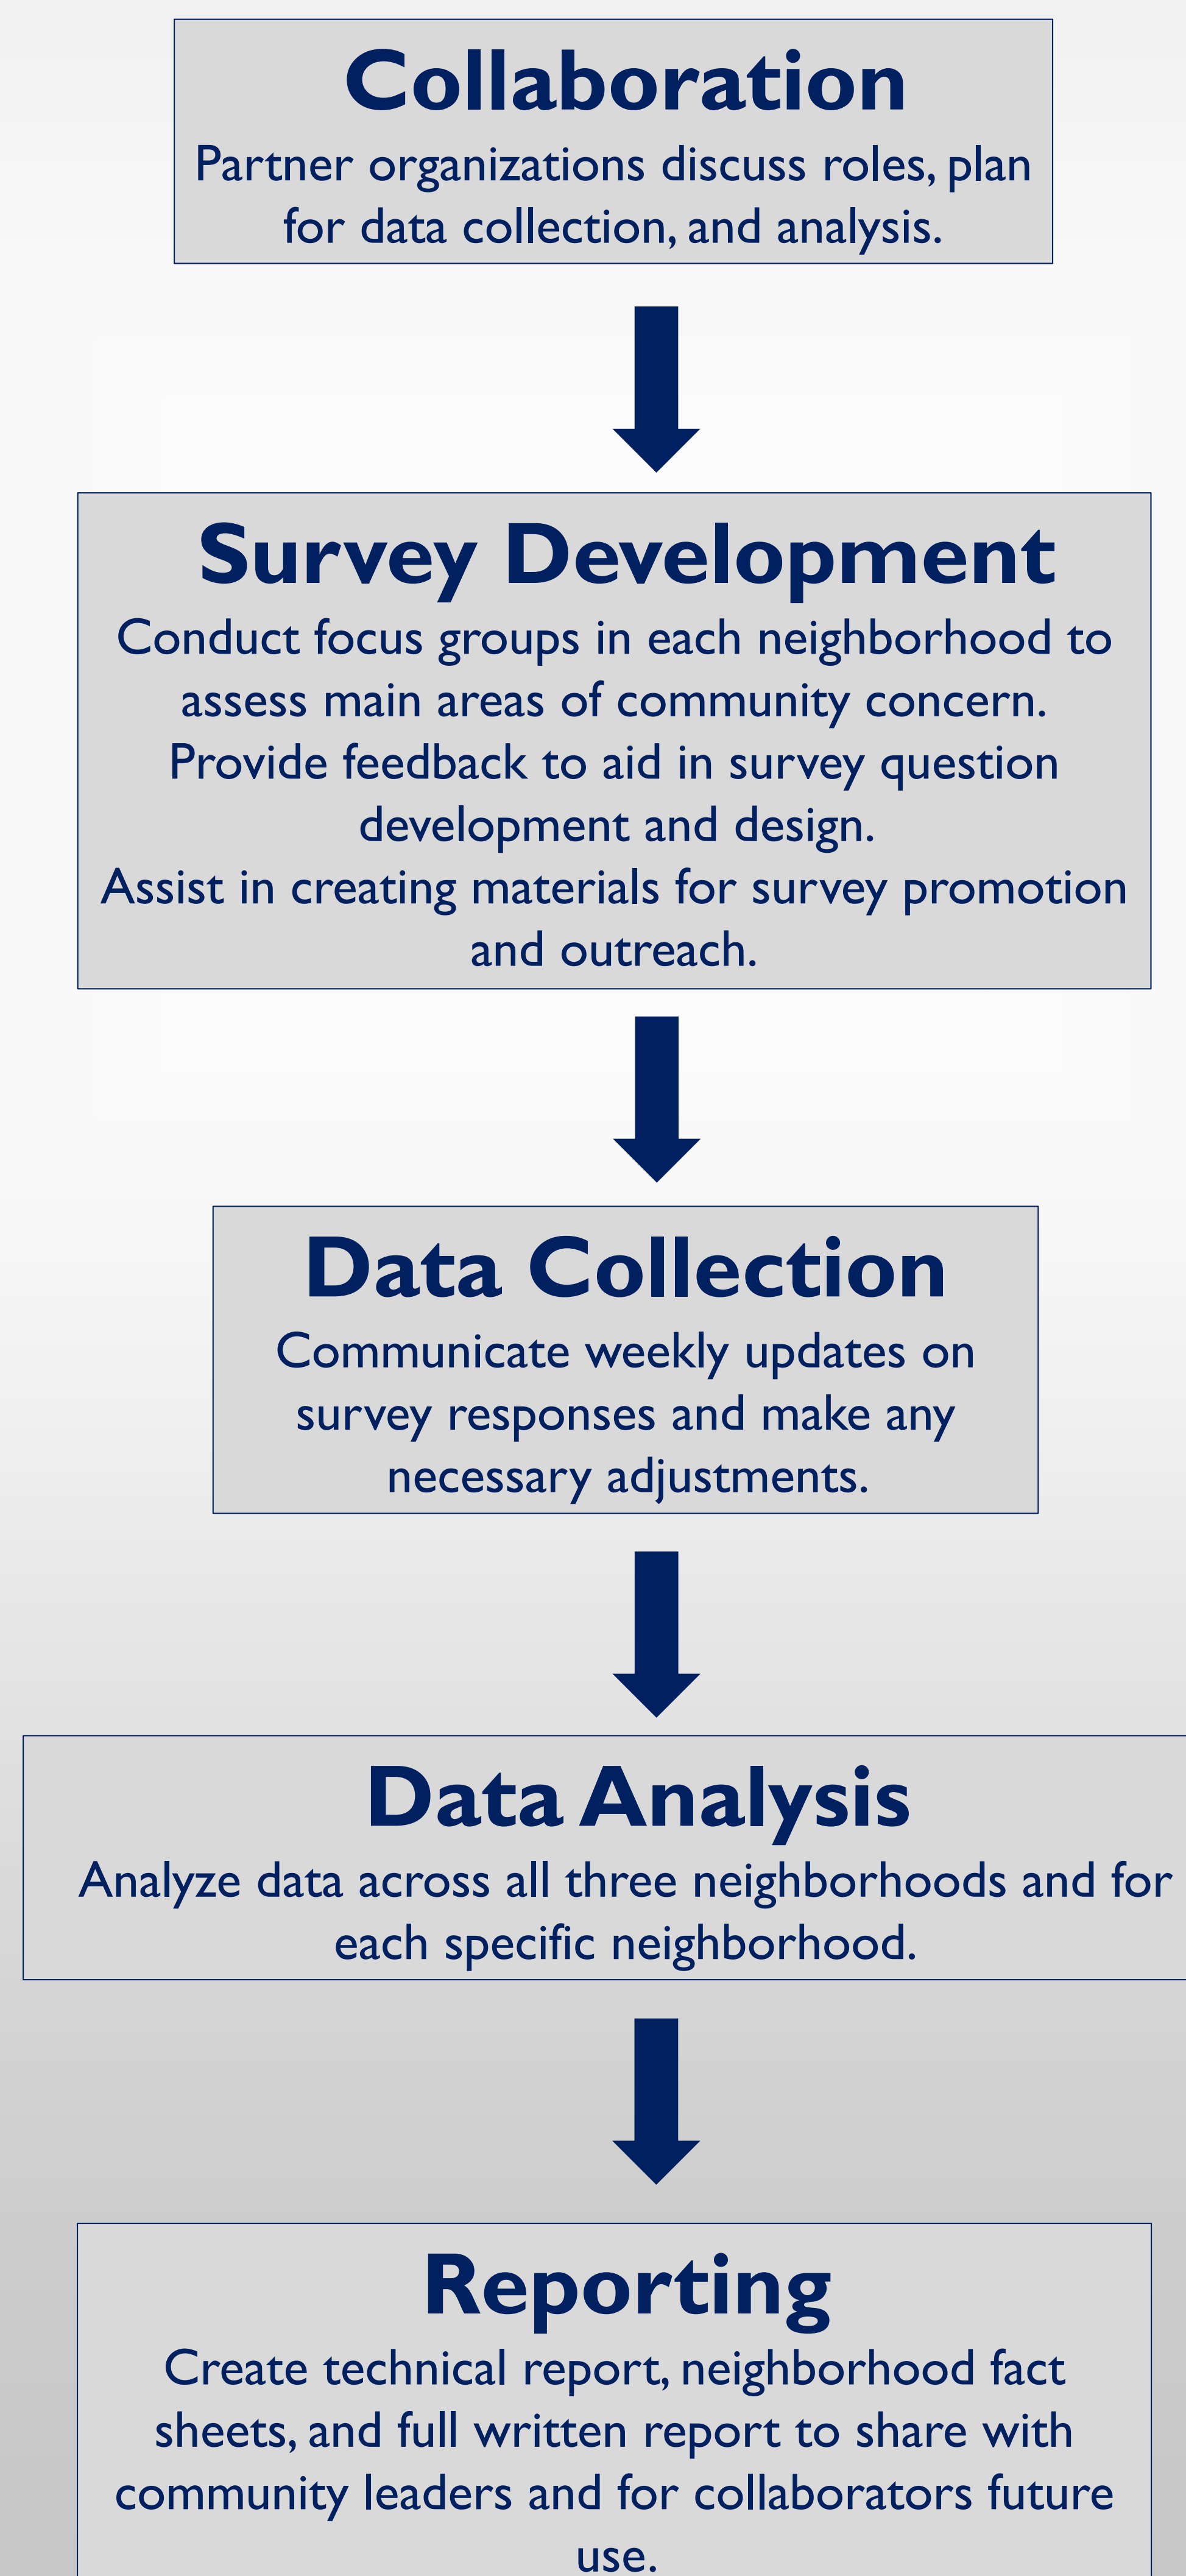 Collaboration
Partner organizations discuss roles, plan
for data collection, and analysis.
Survey Development
Conduct focus groups in each neighborhood to
assess main areas of community concern.
Provide feedback to aid in survey question
development and design.
Assist in creating materials for survey promotion
and outreach.
Data Collection
Communicate weekly updates on
survey responses and make any
necessary adjustments.
Data Analysis
Analyze data across all three neighborhoods and for
each specific neighborhood.
Reporting
Create technical report, neighborhood fact
sheets, and full written report to share with
community leaders and for collaborators future
use.